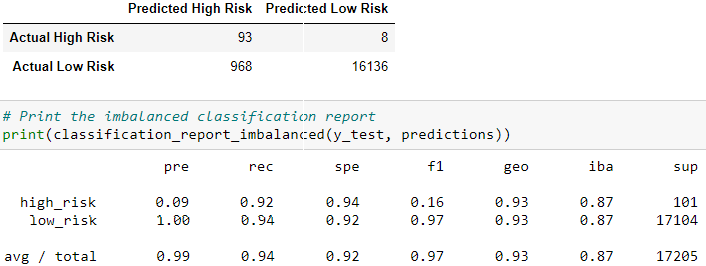 Predicted High Risk Predicted Low Risk
Actual High Risk 93 8
Actual Low Risk 968 16136
# Print the imbalanced classification report
print(classification_report_imbalanced(y_test, predictions))
pre rec spe f1 geo iba sup
high_risk 0.09 0.92 0.94 0.16 0.93 0.87 101
low_risk 1.00 0.94 0.92 0.97 0.93 0.87 17104
avg / total 0.99 0.94 0.92 0.97 0.93 0.87 17205